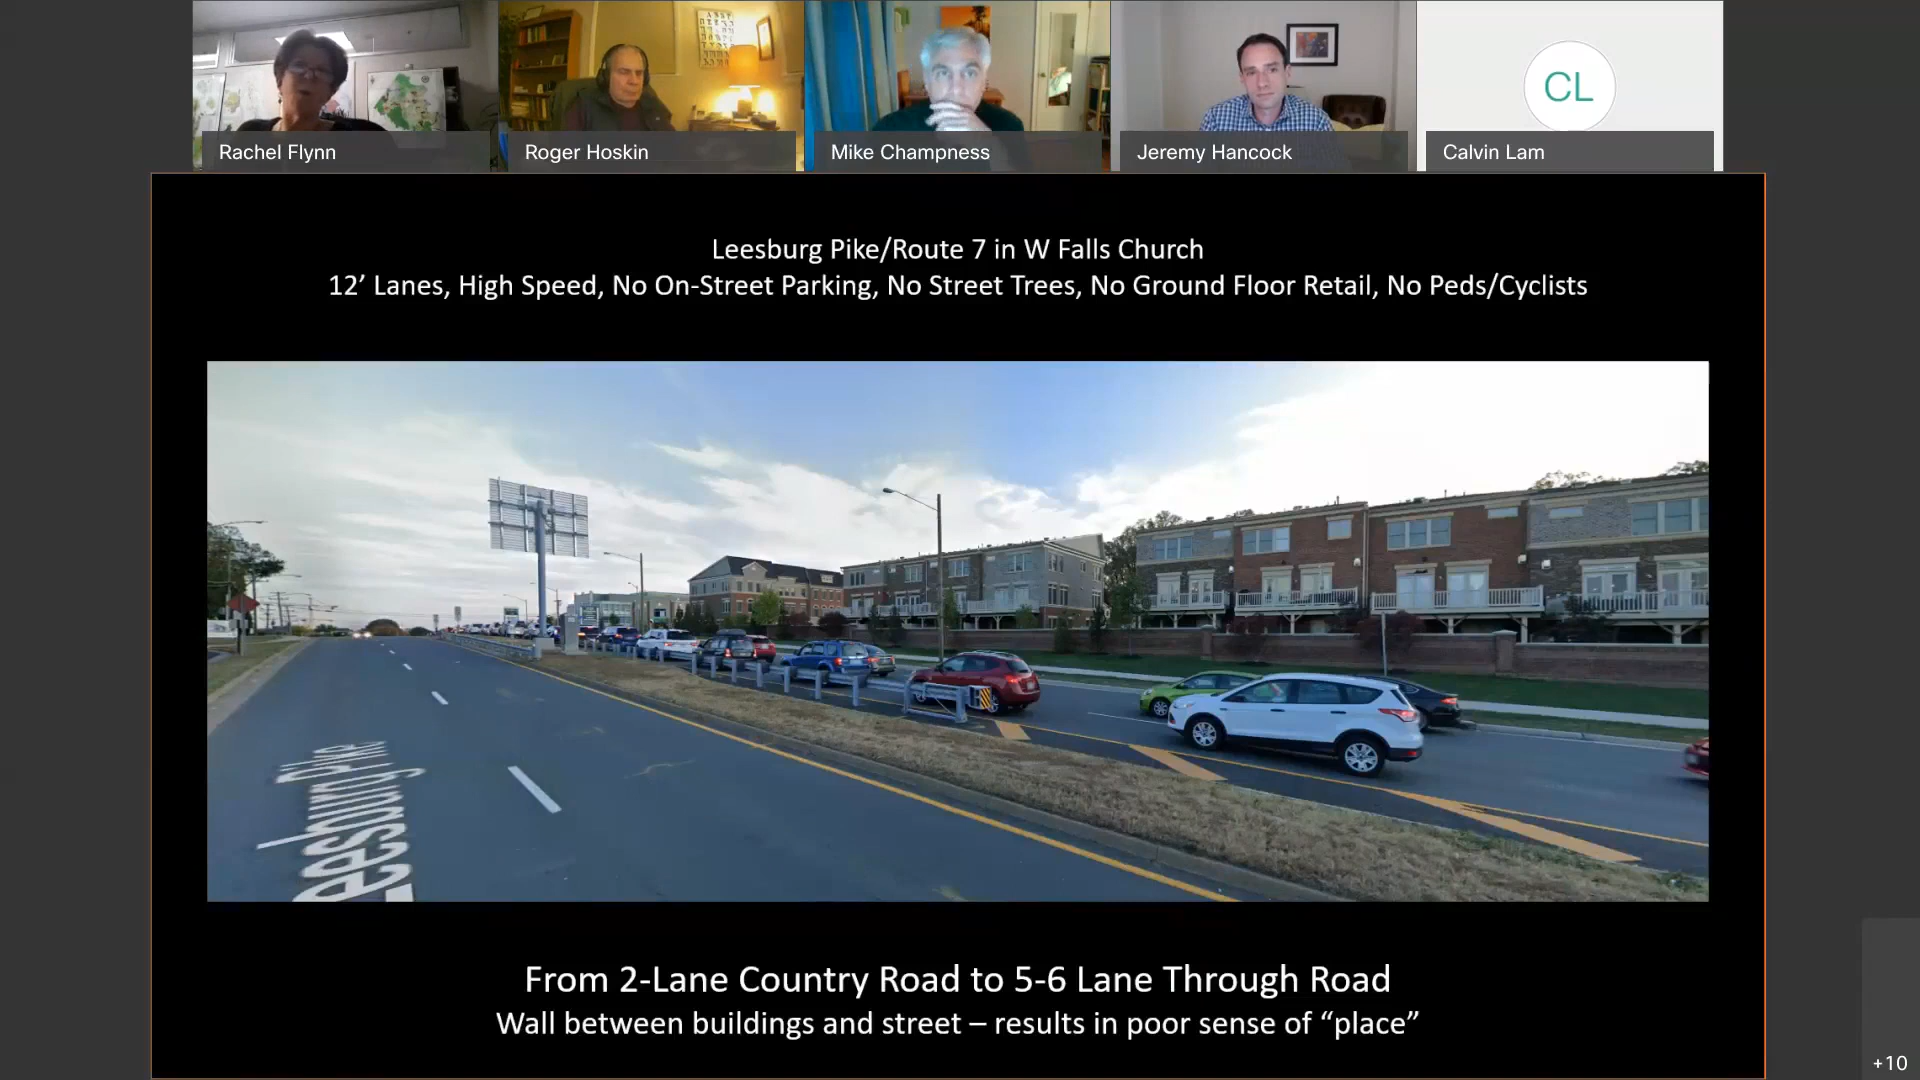 CL
Rachel Flynn
Roger Hoskin
Mike Champness
Jeremy Hancock
Calvin Lam
Leesburg Pike/Route 7 in W Falls Church
12’ Lanes, High Speed, No On-Street Parking, No Street Trees, No Ground Floor Retail, No Peds/Cyclists
Leesburg Pike
From 2-Lane Country Road to 5-6 Lane Through Road
Wall between buildings and street – results in poor sense of “place”
+10